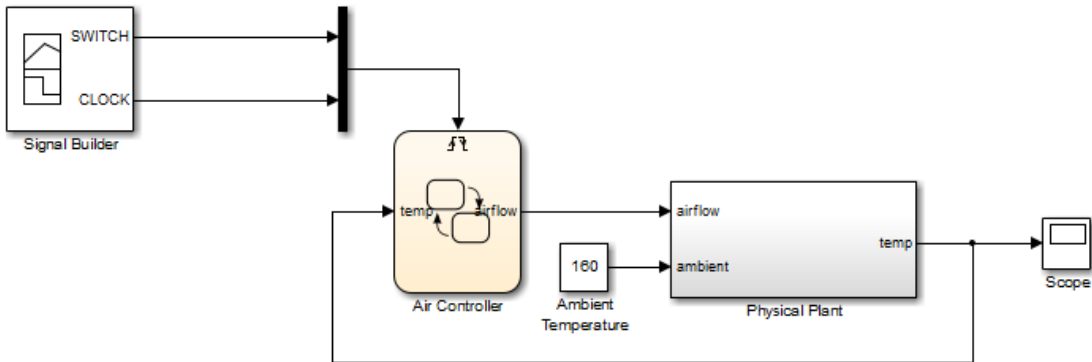 SWITCH
CLOCK
Signal Builder
temp
airflow
Air Controller
160
Ambient
Temperature
airflow
ambient
temp
Physical Plant
Scope